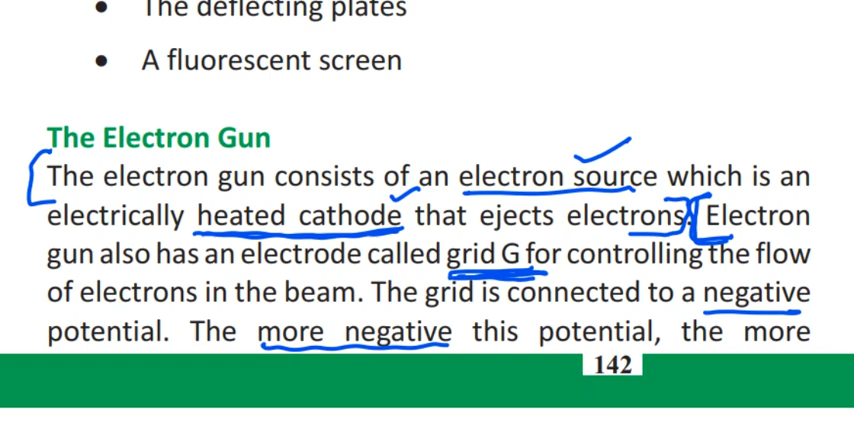 • The deflecting plates
• A fluorescent screen
The Electron Gun
The electron gun consists of an electron source which is an
electrically heated cathode that ejects electrons. Electron
gun also has an electrode called grid G for controlling the flow
of electrons in the beam. The grid is connected to a negative
potential. The more negative this potential, the more
142